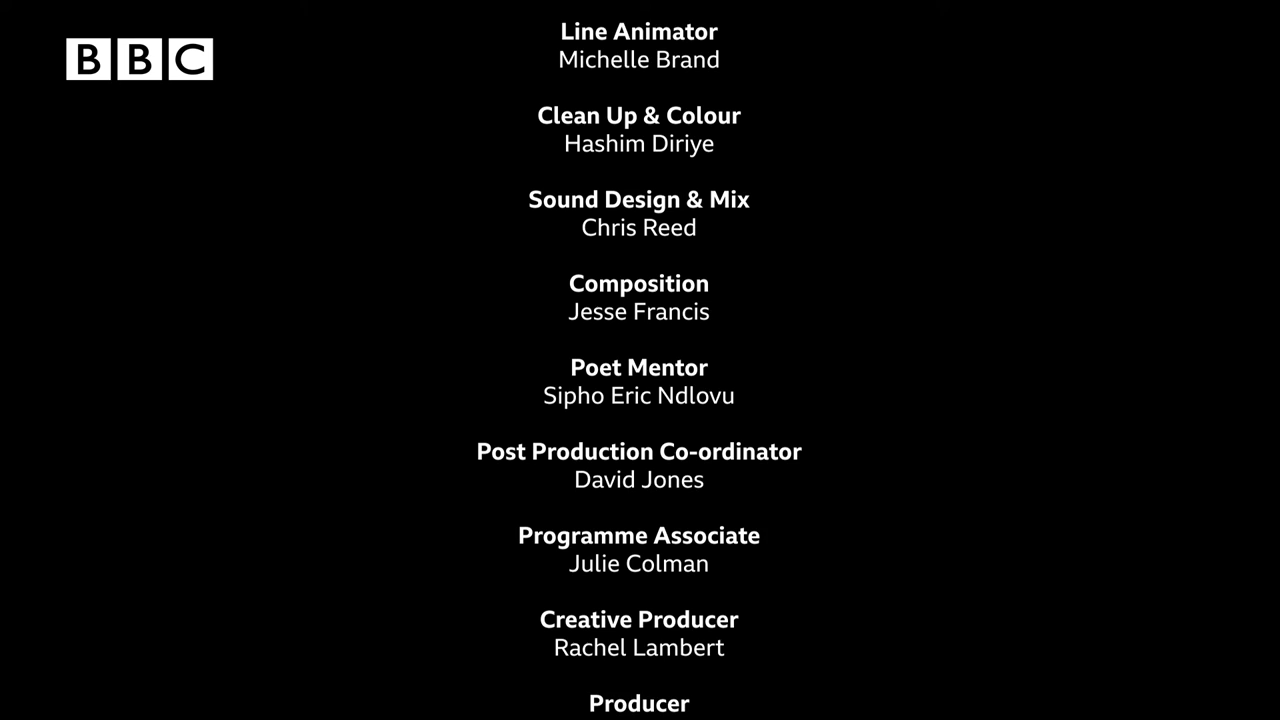 BBC
Line Animator
Michelle Brand
Clean Up & Colour
Hashim Diriye
Sound Design & Mix
Chris Reed
Composition
Jesse Francis
Poet Mentor
Sipho Eric Ndlovu
Post Production Co-ordinator
David Jones
Programme Associate
Julie Colman
Creative Producer
Rachel Lambert
Producer